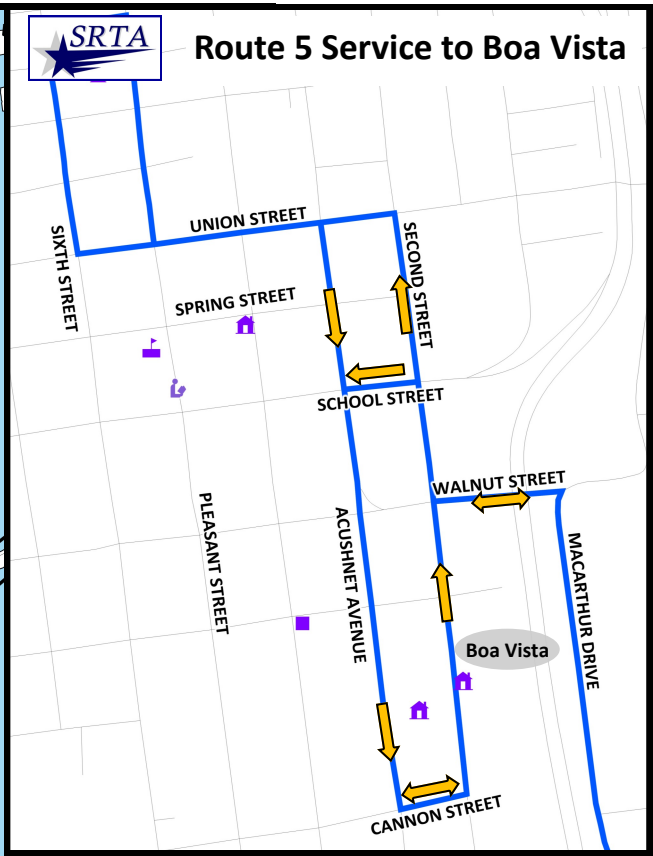 SRTA
Route 5 Service to Boa Vista
UNION STREET
SIXTH STREET
SECOND STREET
SPRING STREET
SCHOOL STREET
WALNUT STREET
PLEASANT STREET
ACUSHNET AVENUE
MACARTHUR DRIVE
Boa Vista
CANNON STREET